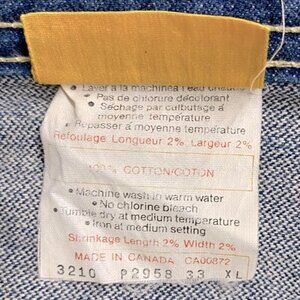 • Laver à la machine à l'eau chaude
• Pas de chlorure décolorant
• Séchage par culbutage à
moyenne température
• Repasser à moyenne température
Refoulage Longueur 2% Largeur 2%
100% COTTON/COTON
• Machine wash in warm water
• No chlorine bleach
• Tumble dry at medium temperature
• Iron at medium setting
Shrinkage Length 2% Width 2%
MADE IN CANADA CA00872
3210 P2958 33 XL